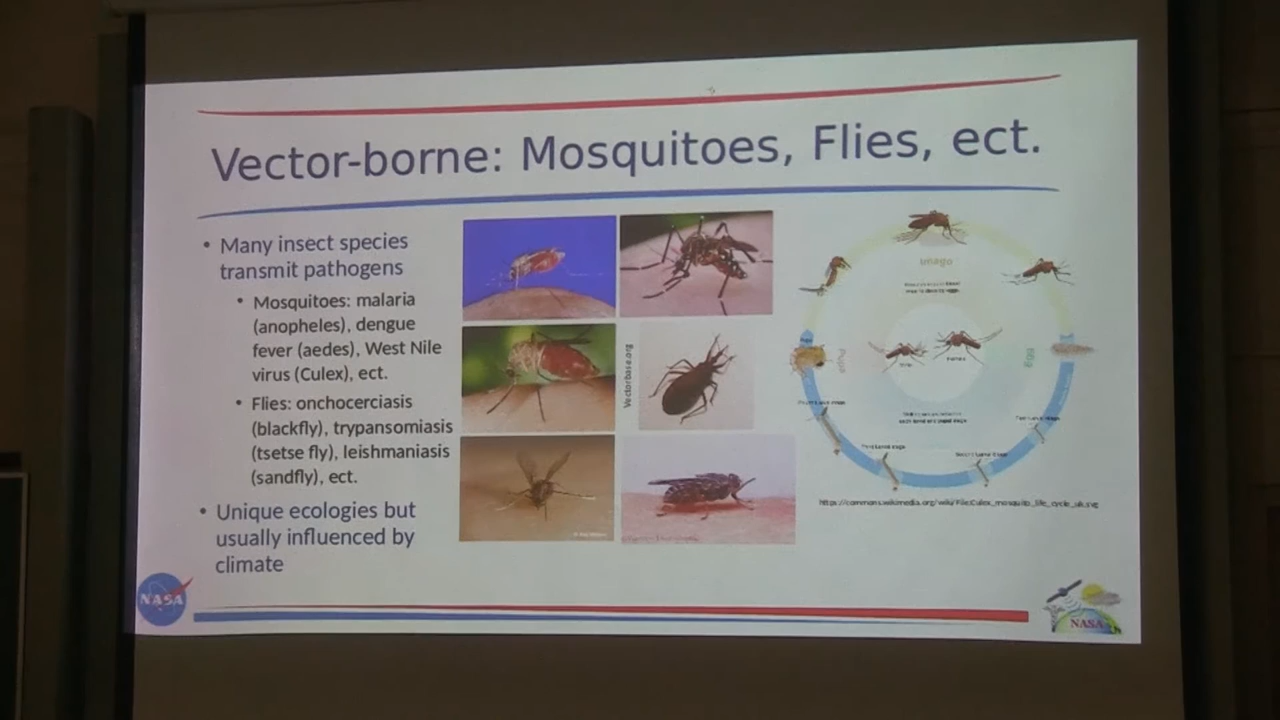 Vector-borne: Mosquitoes, Flies, ect.
• Many insect species
transmit pathogens
• Mosquitoes: malaria
(anopheles), dengue
fever (aedes), West Nile
virus (Culex), ect.
• Flies: onchocerciasis
(blackfly), trypansomiasis
(tsetse fly), leishmaniasis
(sandfly), ect.
• Unique ecologies but
usually influenced by
climate
Vectorbase.org
Imago
Egg
https://commons.wikimedia.org/wiki/File:Culex_mosquito_life_cycle_uk.svg
NASA
NASA